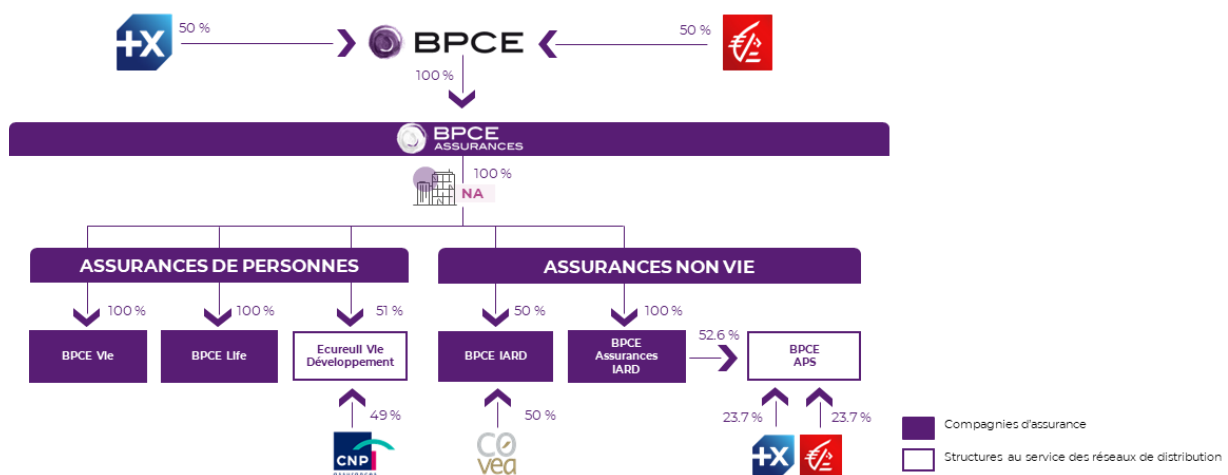 50 %
+X
BPCE
50 %
100 %
BPCE
ASSURANCES
100 %
NA
ASSURANCES DE PERSONNES
ASSURANCES NON VIE
100 %
100 %
51 %
50 %
100 %
BPCE Vie
BPCE Life
Ecureuil Vie
Développement
BPCE IARD
BPCE
Assurances
IARD
52.6 %
BPCE
APS
49 %
50 %
23.7 %
23.7 %
CNP
covea
+X
Compagnies d'assurance
Structures au service des réseaux de distribution